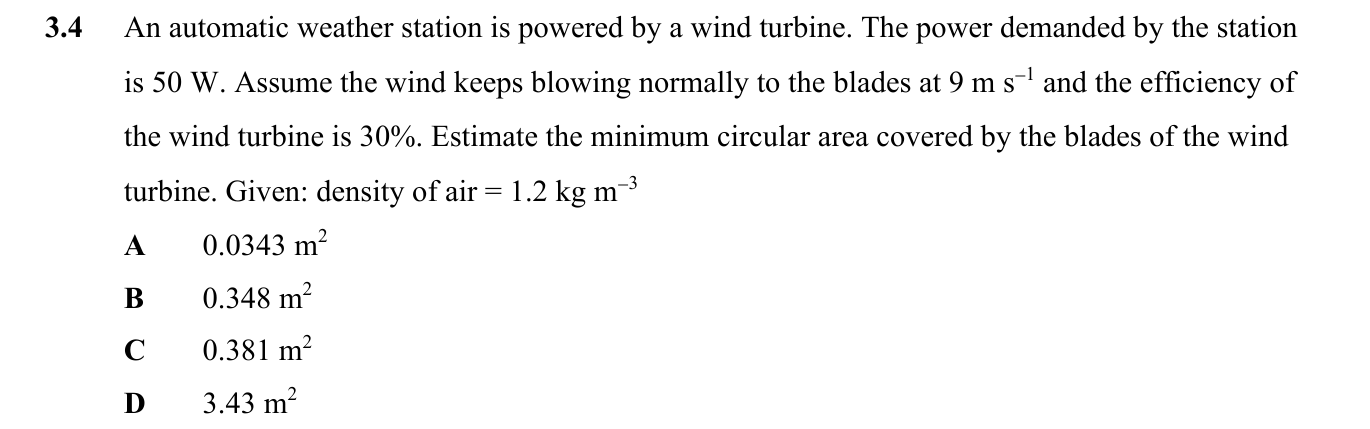 3.4 An automatic weather station is powered by a wind turbine. The power demanded by the station
is 50 W. Assume the wind keeps blowing normally to the blades at 9 m s⁻¹ and the efficiency of
the wind turbine is 30%. Estimate the minimum circular area covered by the blades of the wind
turbine. Given: density of air = 1.2 kg m⁻³
A 0.0343 m²
B 0.348 m²
C 0.381 m²
D 3.43 m²